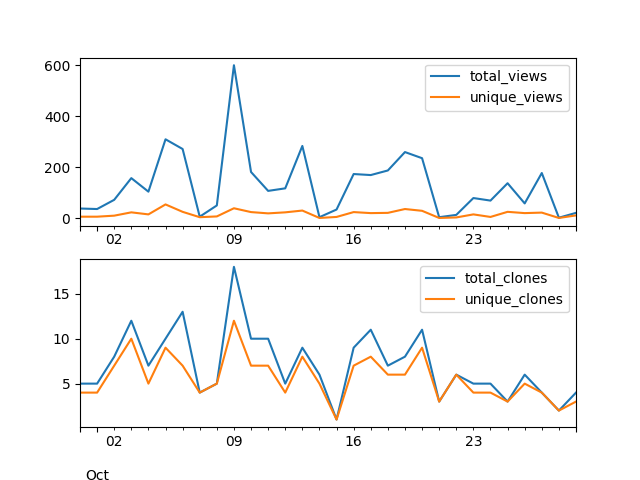 600
400
200
0
total_views
unique_views
02 09 16 23
15
10
5
total_clones
unique_clones
02 09 16 23
Oct